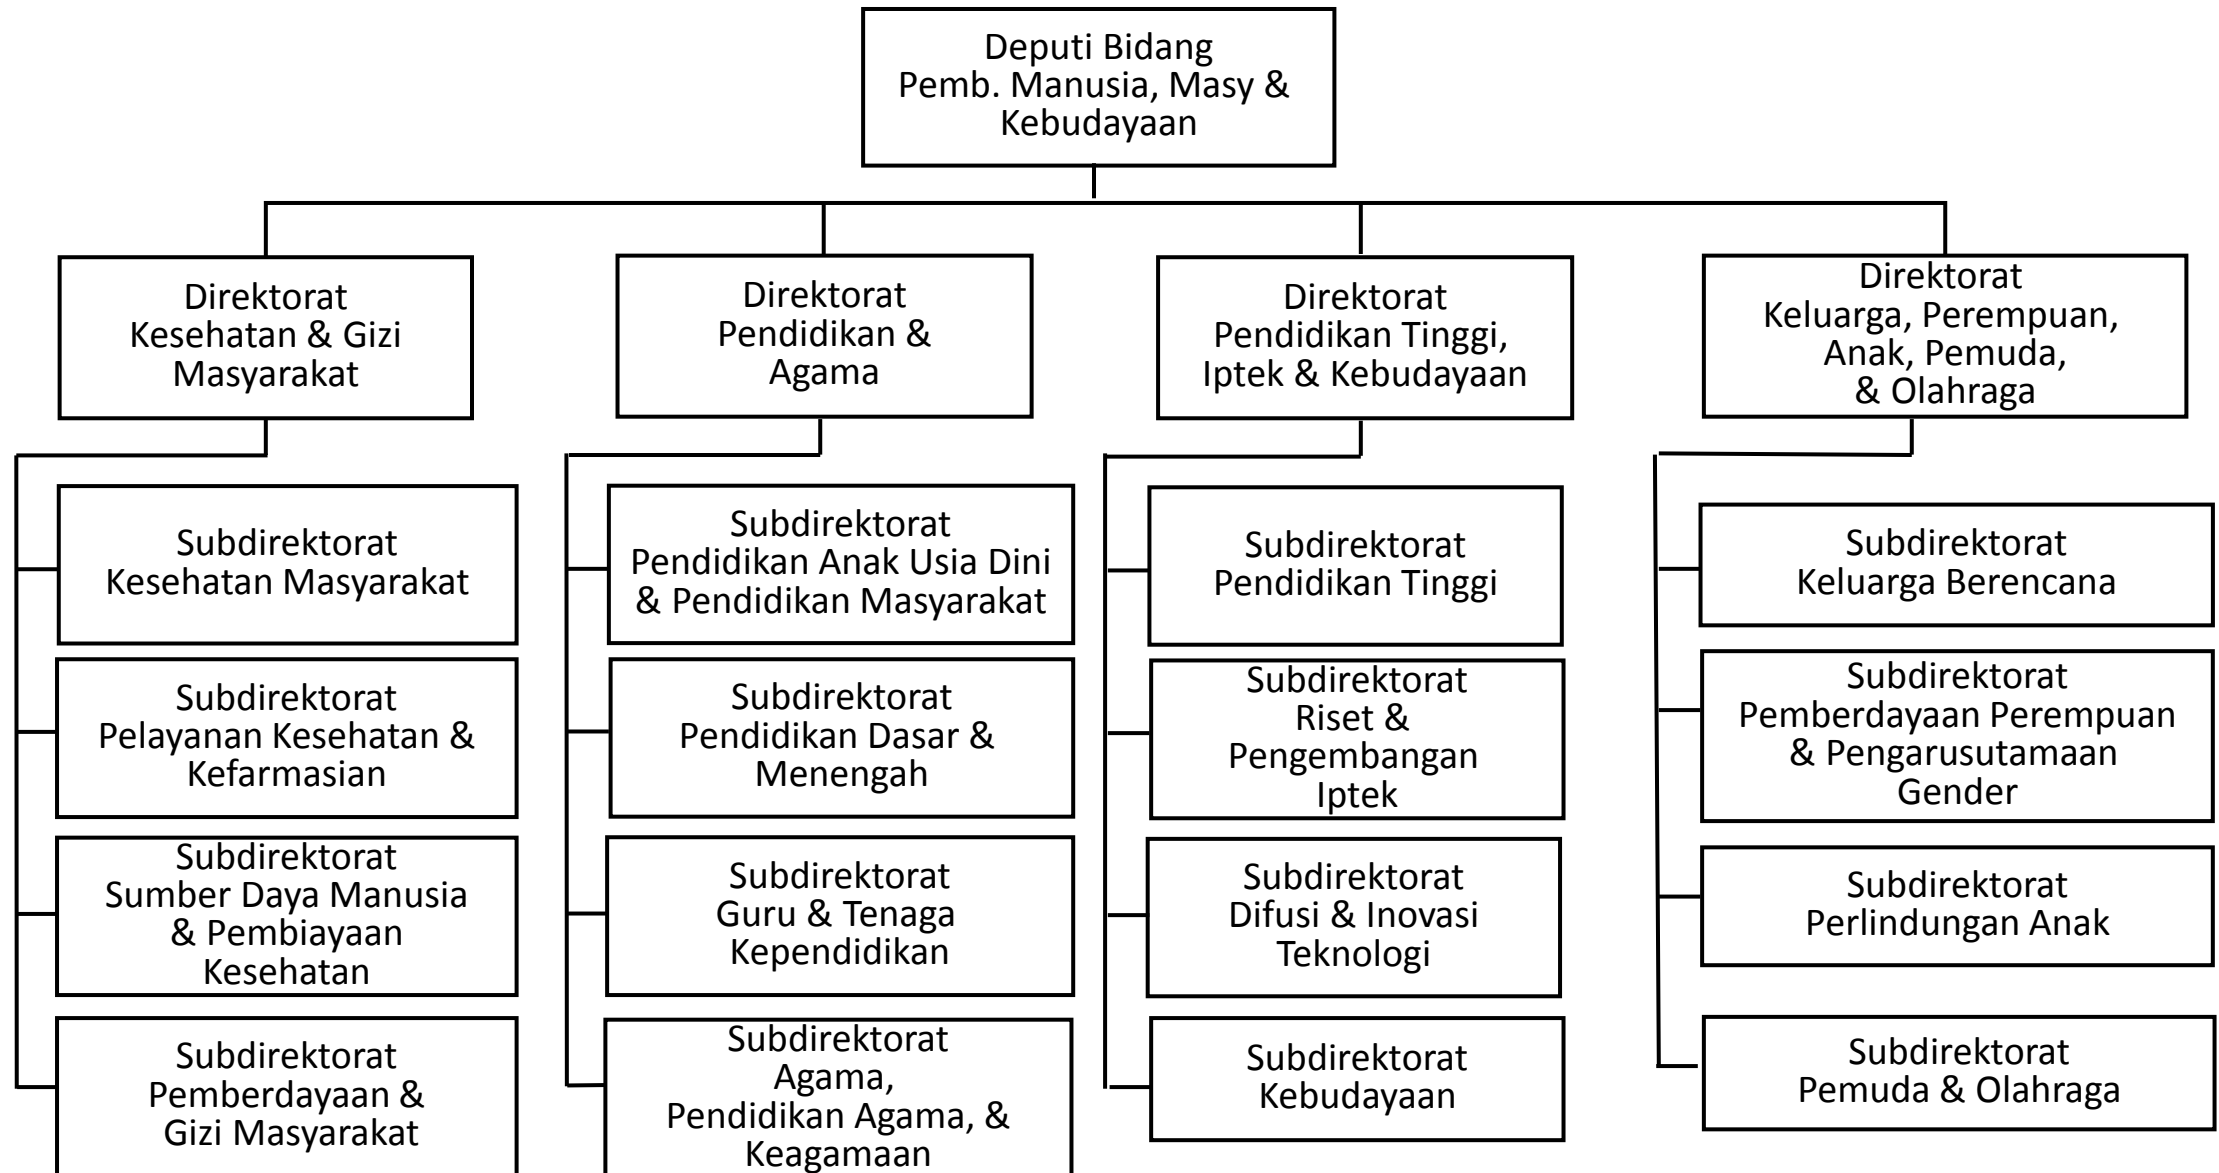 Deputi Bidang
Pemb. Manusia, Masy &
Kebudayaan
Direktorat
Kesehatan & Gizi
Masyarakat
Direktorat
Pendidikan &
Agama
Direktorat
Pendidikan Tinggi,
Iptek & Kebudayaan
Direktorat
Keluarga, Perempuan,
Anak, Pemuda,
& Olahraga
Subdirektorat
Kesehatan Masyarakat
Subdirektorat
Pelayanan Kesehatan &
Kefarmasian
Subdirektorat
Sumber Daya Manusia
& Pembiayaan
Kesehatan
Subdirektorat
Pemberdayaan &
Gizi Masyarakat
Subdirektorat
Pendidikan Anak Usia Dini
& Pendidikan Masyarakat
Subdirektorat
Pendidikan Dasar &
Menengah
Subdirektorat
Guru & Tenaga
Kependidikan
Subdirektorat
Agama,
Pendidikan Agama, &
Keagamaan
Subdirektorat
Pendidikan Tinggi
Subdirektorat
Riset &
Pengembangan
Iptek
Subdirektorat
Difusi & Inovasi
Teknologi
Subdirektorat
Kebudayaan
Subdirektorat
Keluarga Berencana
Subdirektorat
Pemberdayaan Perempuan
& Pengarusutamaan
Gender
Subdirektorat
Perlindungan Anak
Subdirektorat
Pemuda & Olahraga